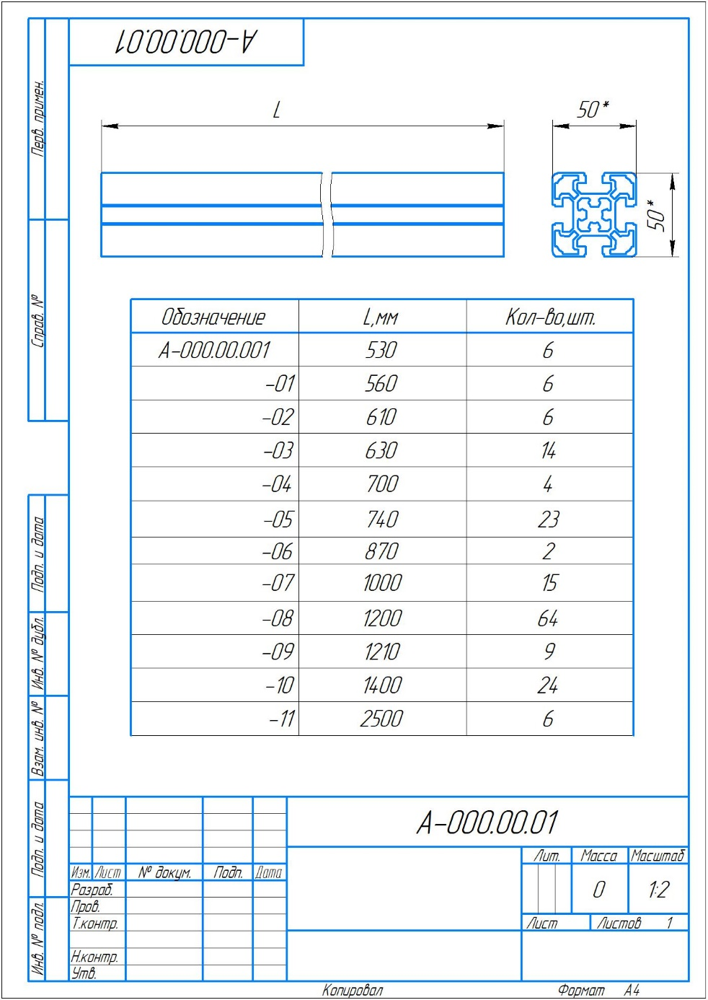 А-000.00.01
Перв. примен.
Справ. №
Подп. и дата
Инв. № дубл.
Взам. инв. №
Подп. и дата
Инв. № подл.
L
50*
50*
Обозначение L,мм Кол-во,шт.
А-000.00.001 530 6
-01 560 6
-02 610 6
-03 630 14
-04 700 4
-05 740 23
-06 870 2
-07 1000 15
-08 1200 64
-09 1210 9
-10 1400 24
-11 2500 6
А-000.00.01
Лит. Масса Масштаб
Изм. Лист № докум. Подп. Дата
Разраб. 0 1:2
Пров.
Т.контр. Лист Листов 1
Н.контр.
Утв.
Копировал Формат А4